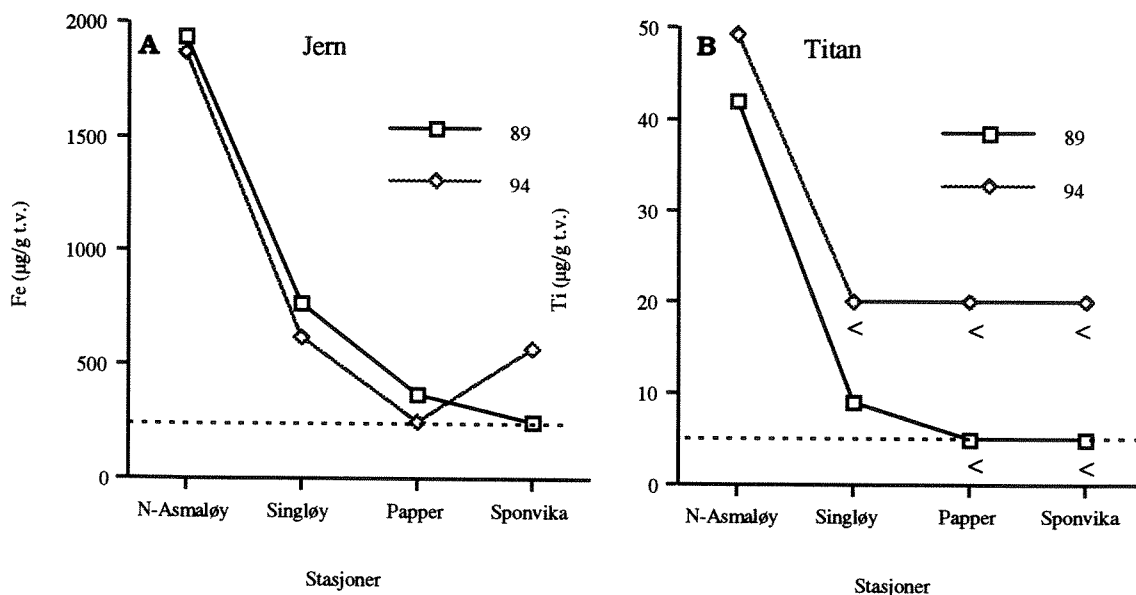 A
Jern
2000
1500
1000
500
0
Fe (µg/g t.v.)
89
94
N-Asmaløy
Singløy
Papper
Sponvika
Stasjoner
B
Titan
50
40
30
20
10
0
Ti (µg/g t.v.)
89
94
<
<
<
<
<
N-Asmaløy
Singløy
Papper
Sponvika
Stasjoner